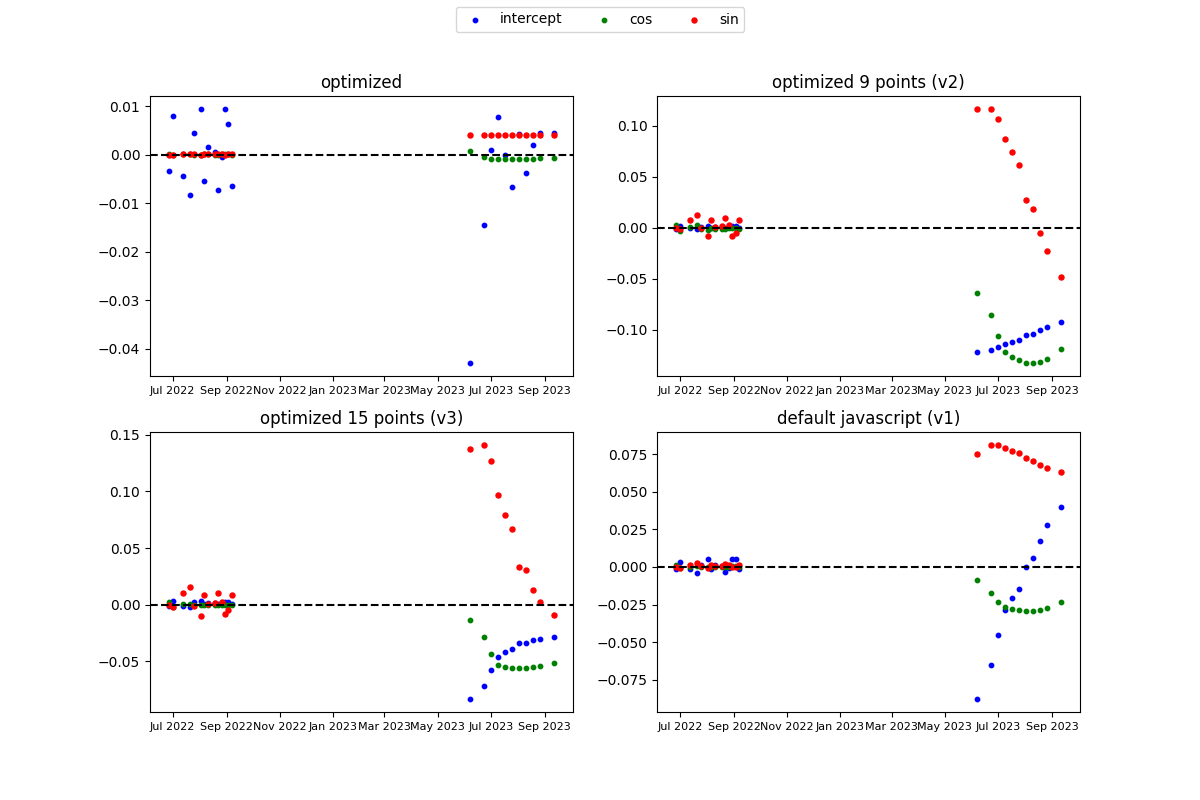 intercept cos sin
optimized
0.01
0.00
−0.01
−0.02
−0.03
−0.04
Jul 2022 Sep 2022 Nov 2022 Jan 2023 Mar 2023 May 2023 Jul 2023 Sep 2023
optimized 9 points (v2)
0.10
0.05
0.00
−0.05
−0.10
Jul 2022 Sep 2022 Nov 2022 Jan 2023 Mar 2023 May 2023 Jul 2023 Sep 2023
optimized 15 points (v3)
0.15
0.10
0.05
0.00
−0.05
Jul 2022 Sep 2022 Nov 2022 Jan 2023 Mar 2023 May 2023 Jul 2023 Sep 2023
default javascript (v1)
0.075
0.050
0.025
0.000
−0.025
−0.050
−0.075
Jul 2022 Sep 2022 Nov 2022 Jan 2023 Mar 2023 May 2023 Jul 2023 Sep 2023